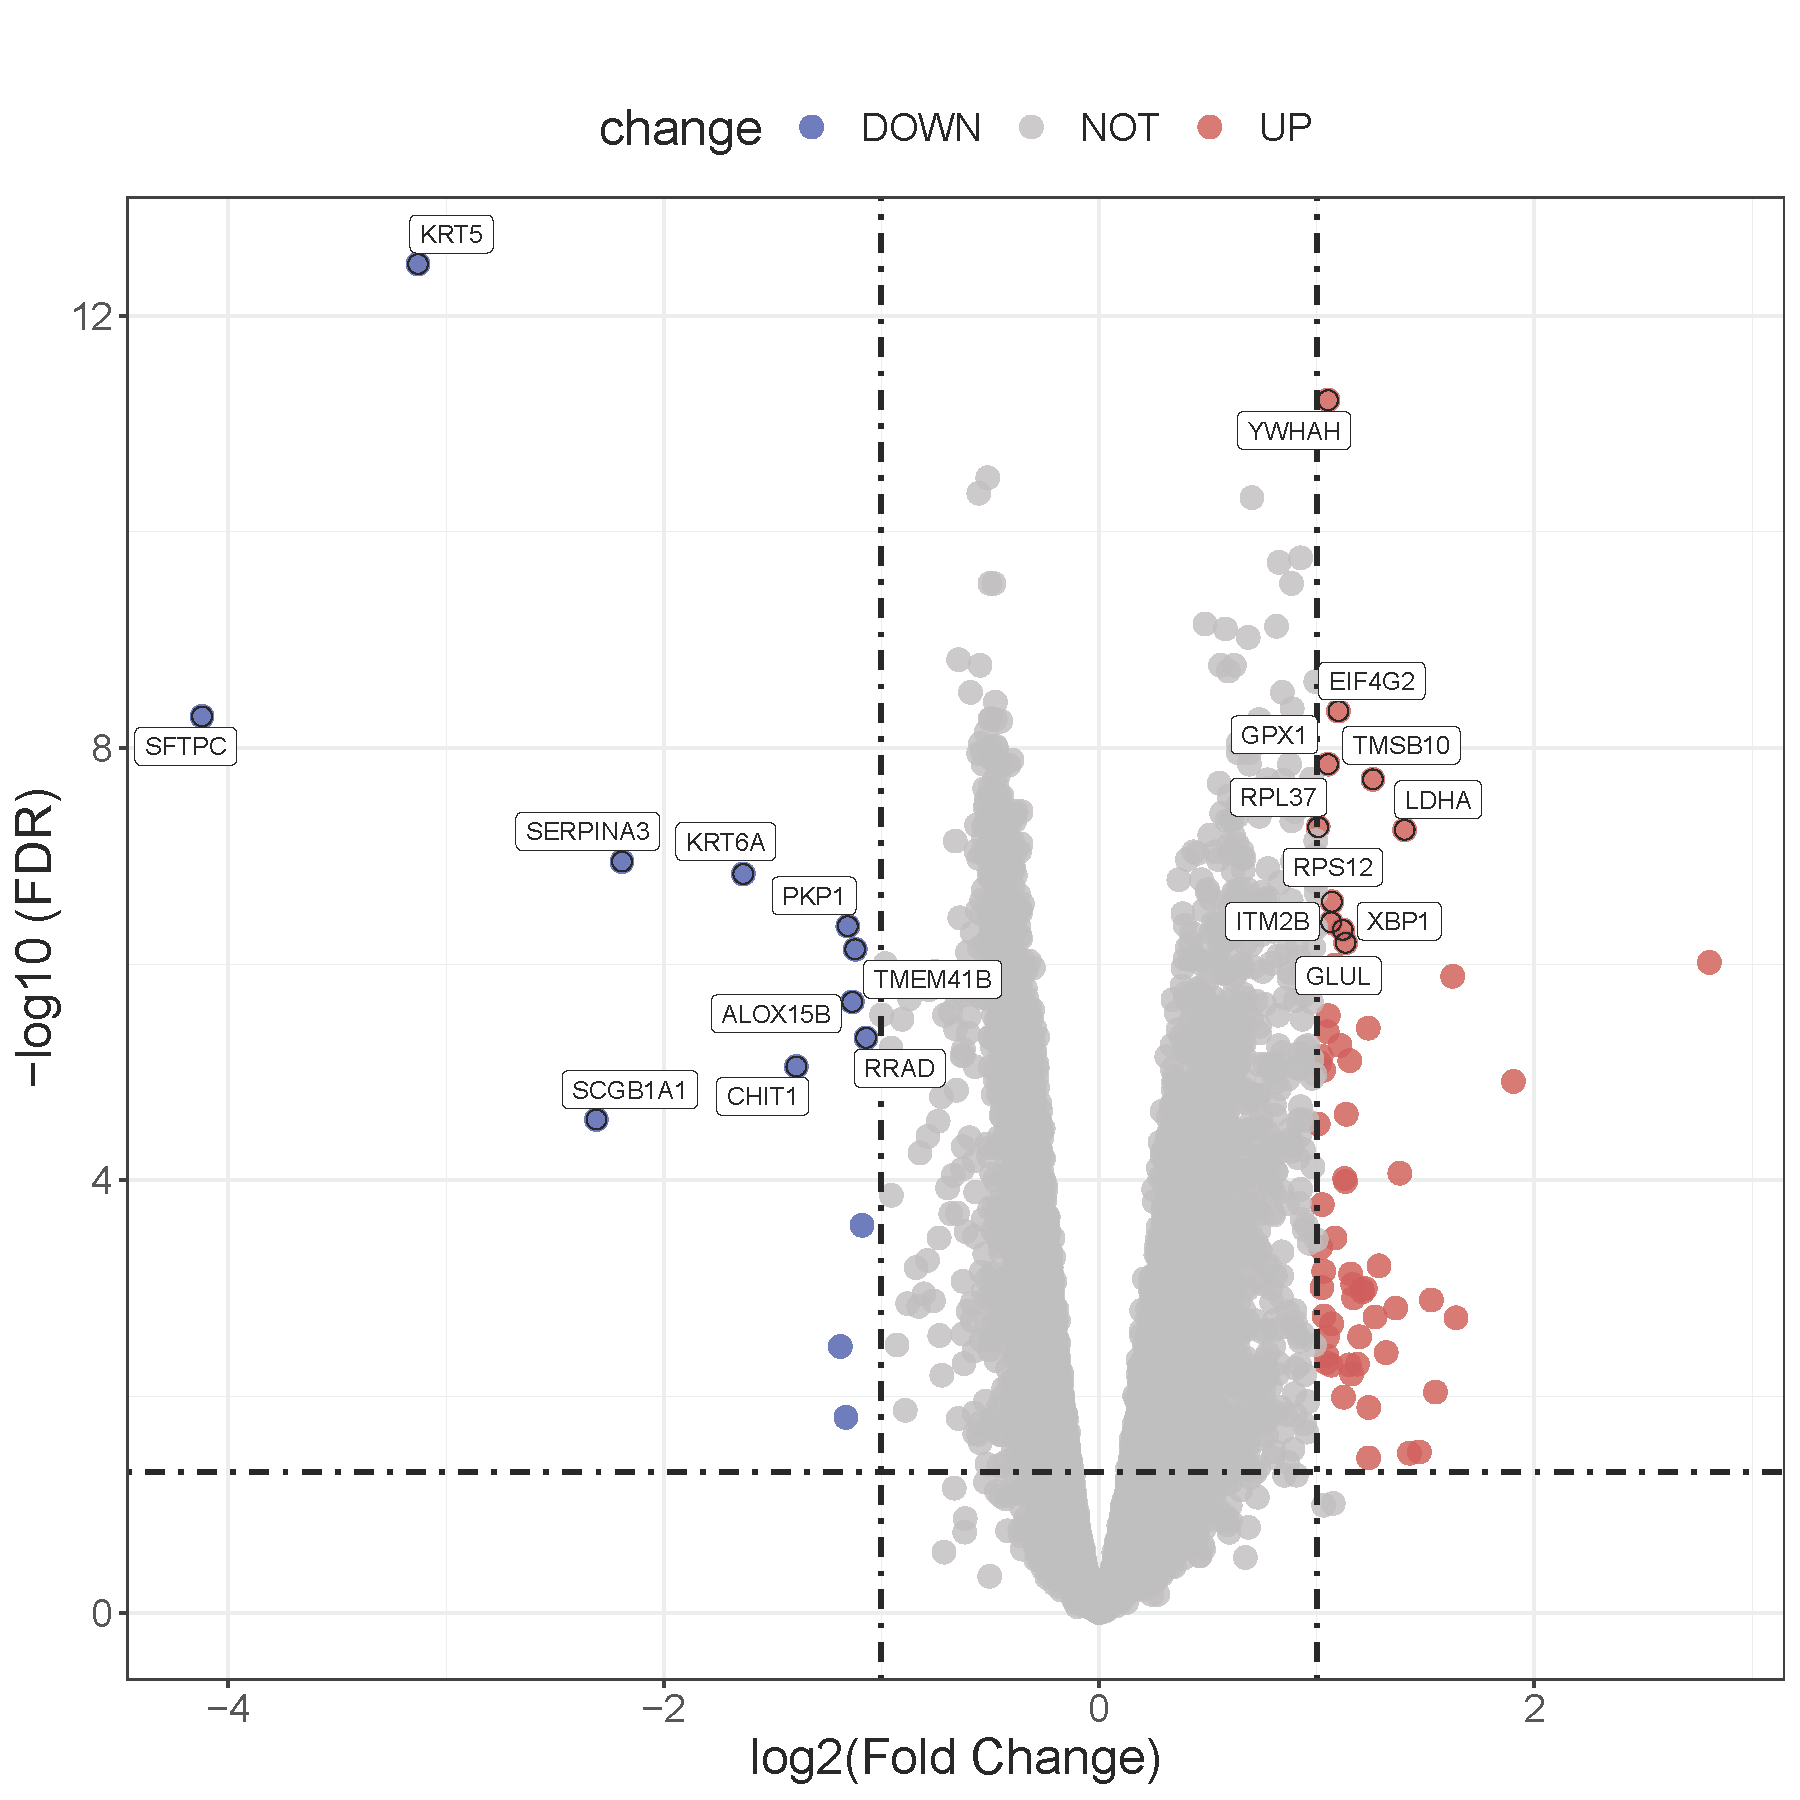 change DOWN NOT UP
KRT5
12
YWHAH
EIF4G2
GPX1
TMSB10
SFTPC
8
RPL37
LDHA
SERPINA3
KRT6A
RPS12
PKP1
ITM2B
XBP1
TMEM41B
GLUL
ALOX15B
RRAD
SCGB1A1
CHIT1
4
0
−log10 (FDR)
−4 −2 0 2
log2(Fold Change)